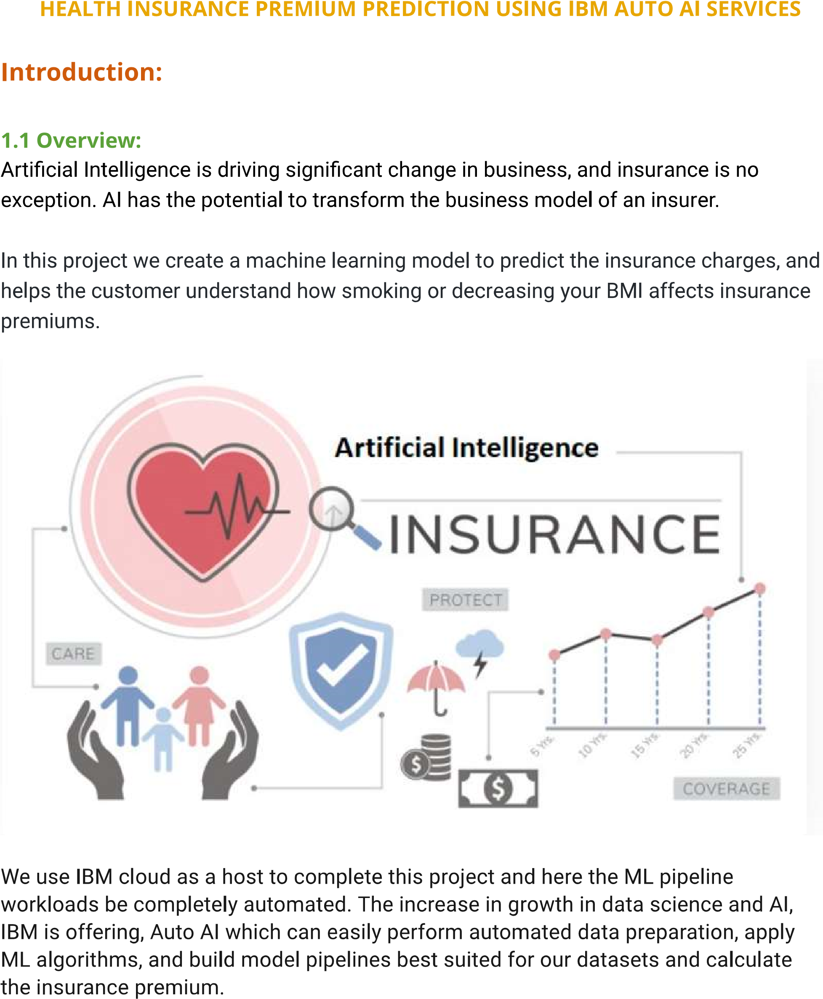 HEALTH INSURANCE PREMIUM PREDICTION USING IBM AUTO AI SERVICES
Introduction:
1.1 Overview:
Artificial Intelligence is driving significant change in business, and insurance is no
exception. AI has the potential to transform the business model of an insurer.
In this project we create a machine learning model to predict the insurance charges, and
helps the customer understand how smoking or decreasing your BMI affects insurance
premiums.
Artificial Intelligence
INSURANCE
PROTECT
CARE
5 Yrs.
10 Yrs.
15 Yrs.
20 Yrs.
25 Yrs.
COVERAGE
We use IBM cloud as a host to complete this project and here the ML pipeline
workloads be completely automated. The increase in growth in data science and AI,
IBM is offering, Auto AI which can easily perform automated data preparation, apply
ML algorithms, and build model pipelines best suited for our datasets and calculate
the insurance premium.